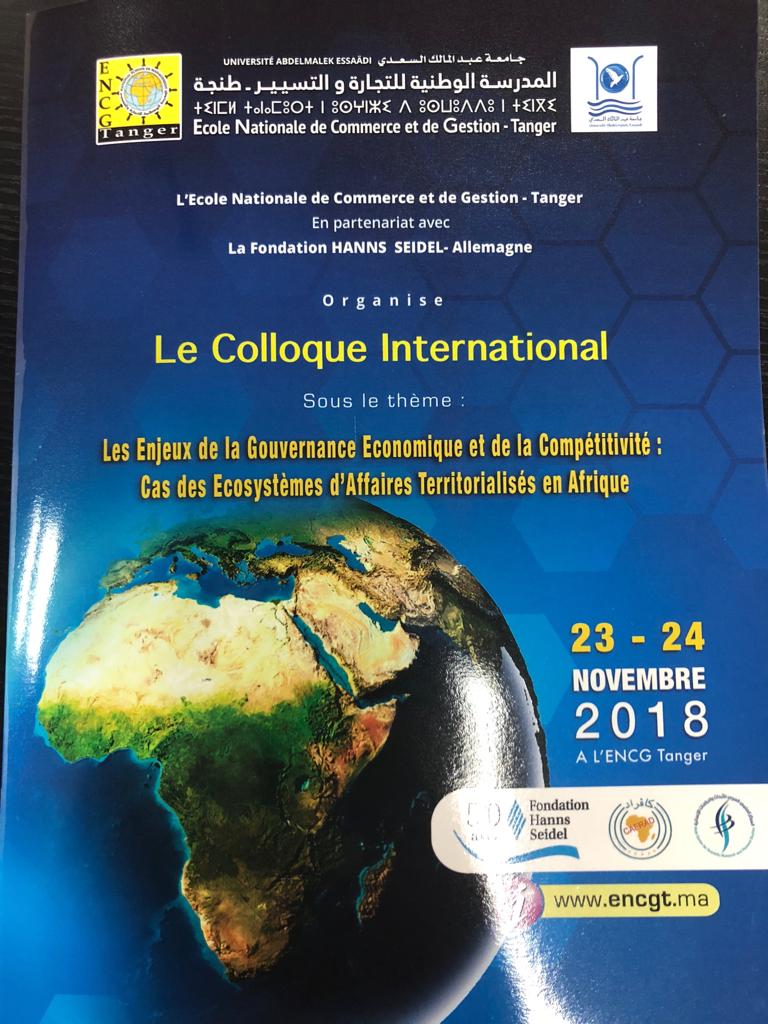 ENCG
Tanger
UNIVERSITÉ ABDELMALEK ESSAÂDI جامعة عبد المالك السعدي
المدرسة الوطنية للتجارة و التسيير - طنجة
Ecole Nationale de Commerce et de Gestion - Tanger
L'Ecole Nationale de Commerce et de Gestion - Tanger
En partenariat avec
La Fondation HANNS SEIDEL- Allemagne
Organise
Le Colloque International
Sous le thème :
Les Enjeux de la Gouvernance Economique et de la Compétitivité :
Cas des Ecosystèmes d'Affaires Territorialisés en Afrique
23 - 24
NOVEMBRE
2018
A L'ENCG Tanger
50
Fondation
Hanns
Seidel
كافراد
CAFRAD
www.encgt.ma